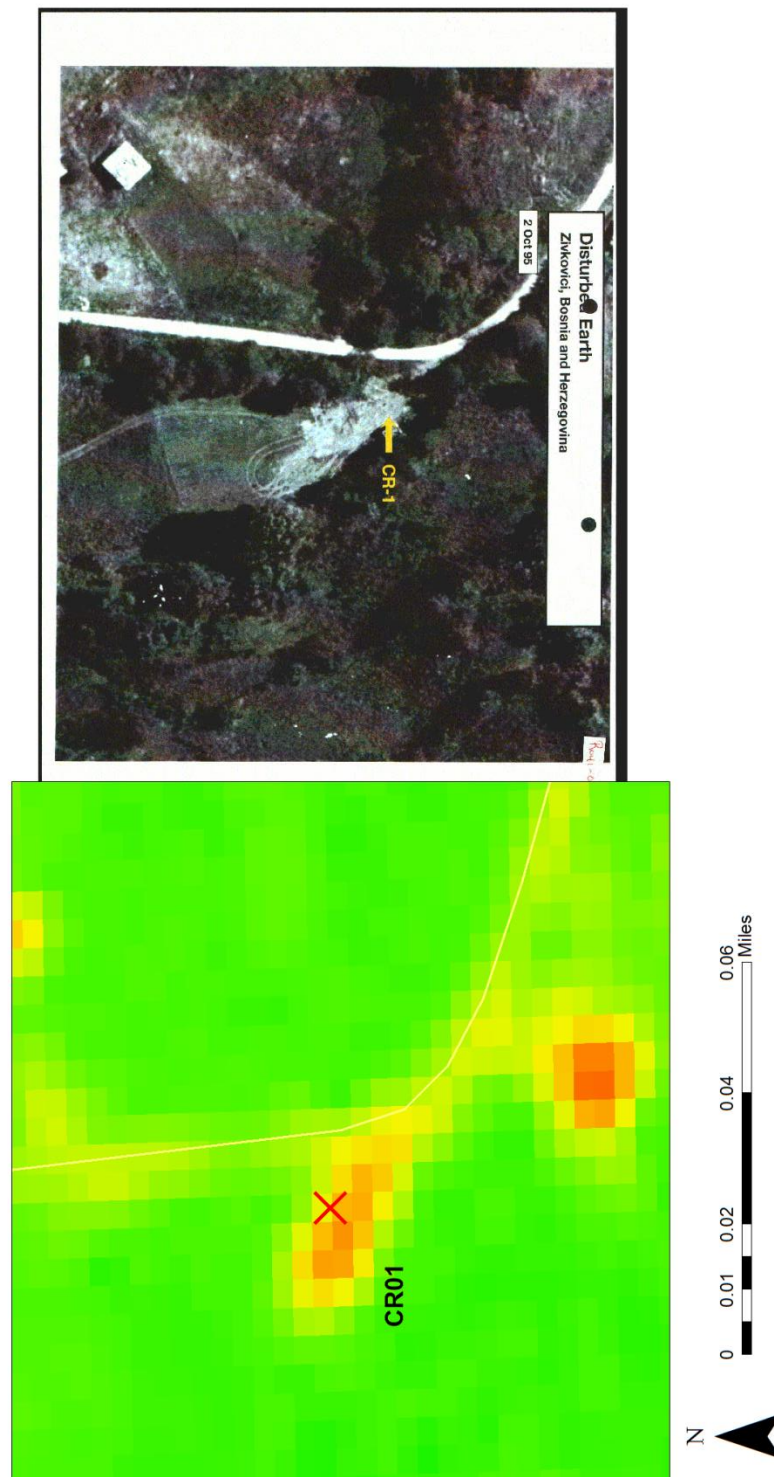 Disturbed Earth
Zivkovici, Bosnia and Herzegovina
2 Oct 95
CR-1
CR01
0 0.01 0.02 0.04 0.06
Miles
N